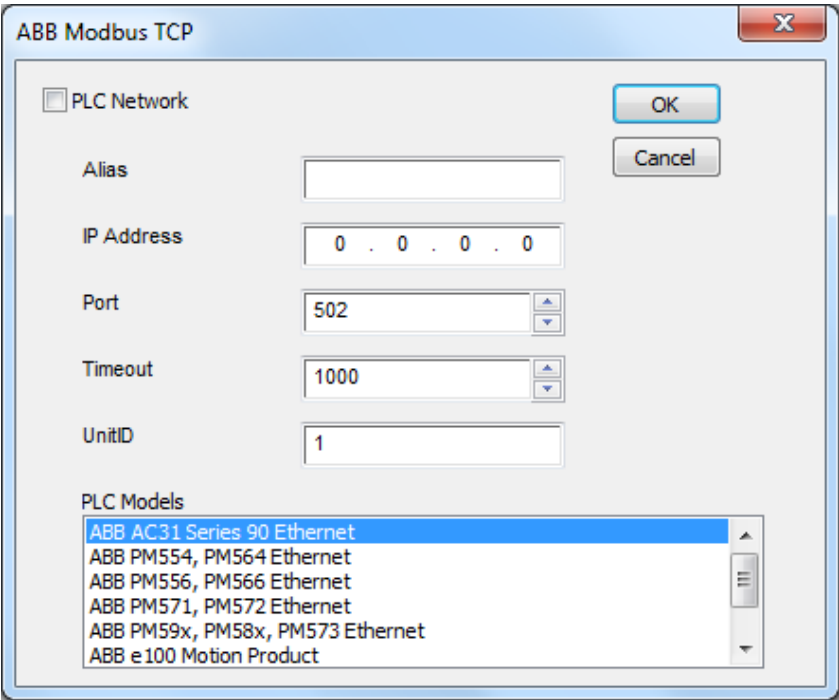 ABB Modbus TCP
PLC Network
OK
Cancel
Alias
IP Address
0 . 0 . 0 . 0
Port
502
Timeout
1000
UnitID
1
PLC Models
ABB AC31 Series 90 Ethernet
ABB PM554, PM564 Ethernet
ABB PM556, PM566 Ethernet
ABB PM571, PM572 Ethernet
ABB PM59x, PM58x, PM573 Ethernet
ABB e100 Motion Product